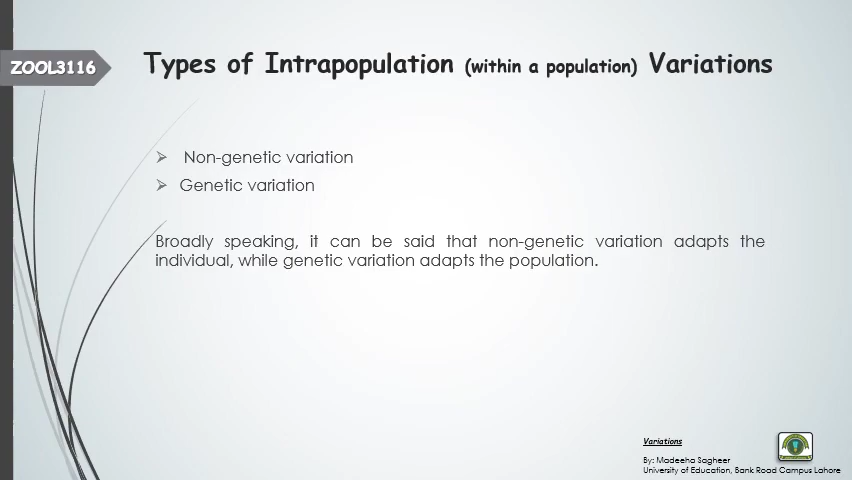 ZOOL3116
Types of Intrapopulation (within a population) Variations
Non-genetic variation
Genetic variation
Broadly speaking, it can be said that non-genetic variation adapts the
individual, while genetic variation adapts the population.
Variations
By: Madeeha Sagheer
University of Education, Bank Road Campus Lahore